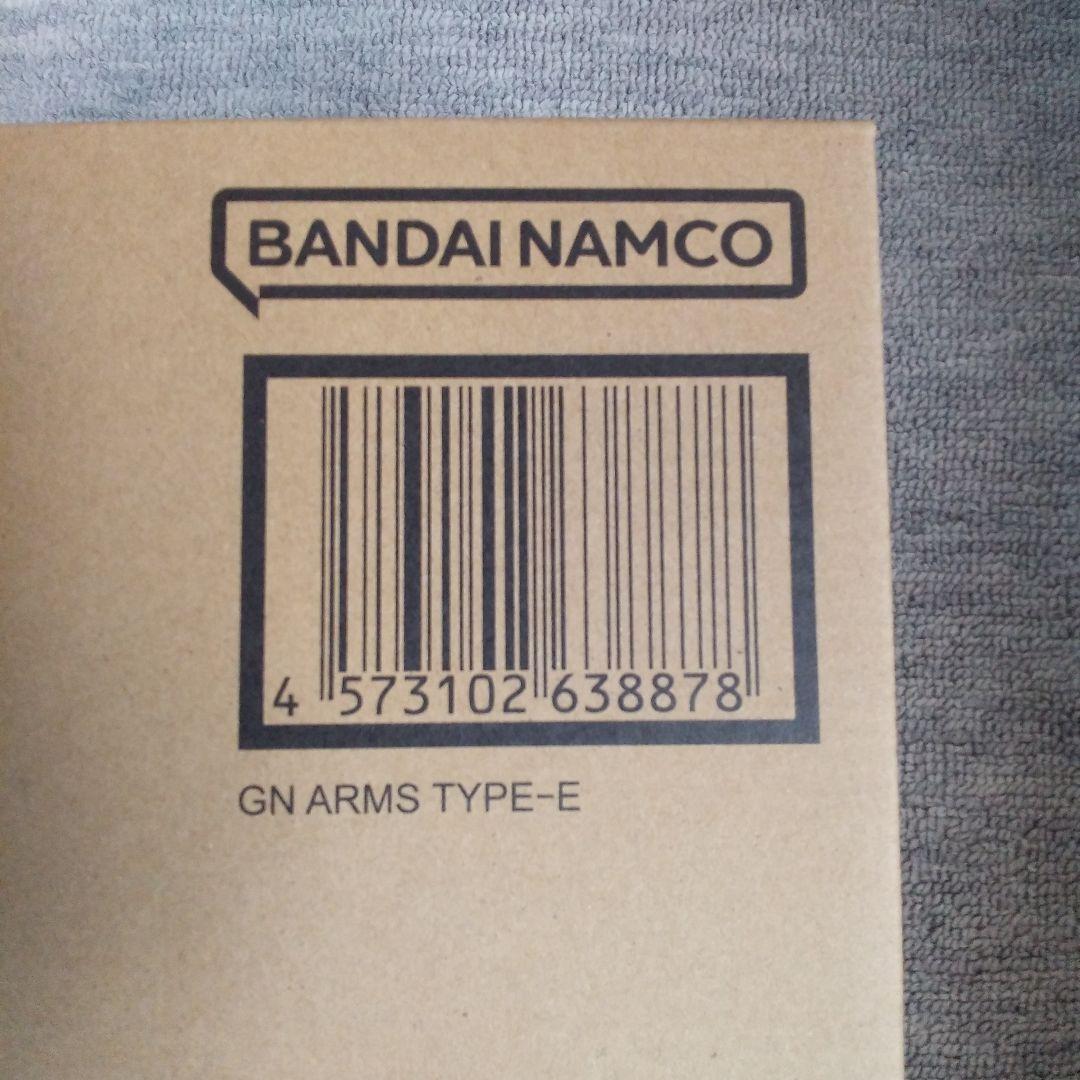 BANDAI NAMCO
4 573102 638878
GN ARMS TYPE-E